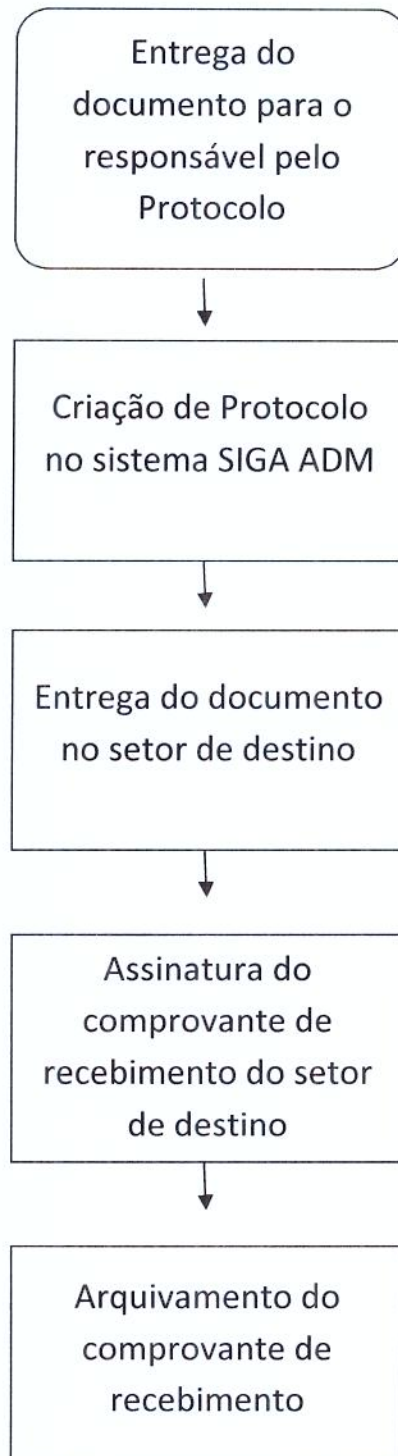 Entrega do
documento para o
responsável pelo
Protocolo
Criação de Protocolo
no sistema SIGA ADM
Entrega do documento
no setor de destino
Assinatura do
comprovante de
recebimento do setor
de destino
Arquivamento do
comprovante de
recebimento